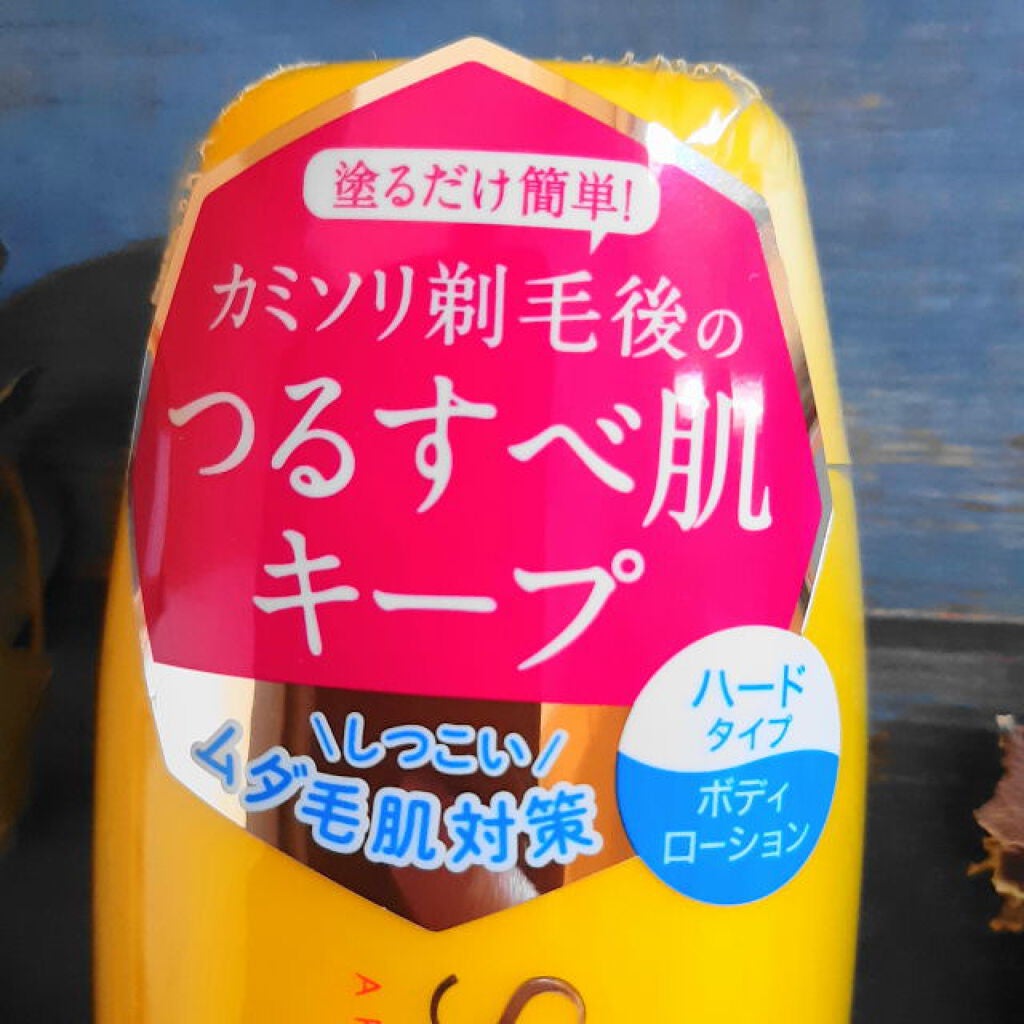 塗るだけ簡単!
カミソリ剃毛後の
つるすべ肌
キープ
\しつこい/
ムダ毛肌対策
ハード
タイプ
ボディ
ローション